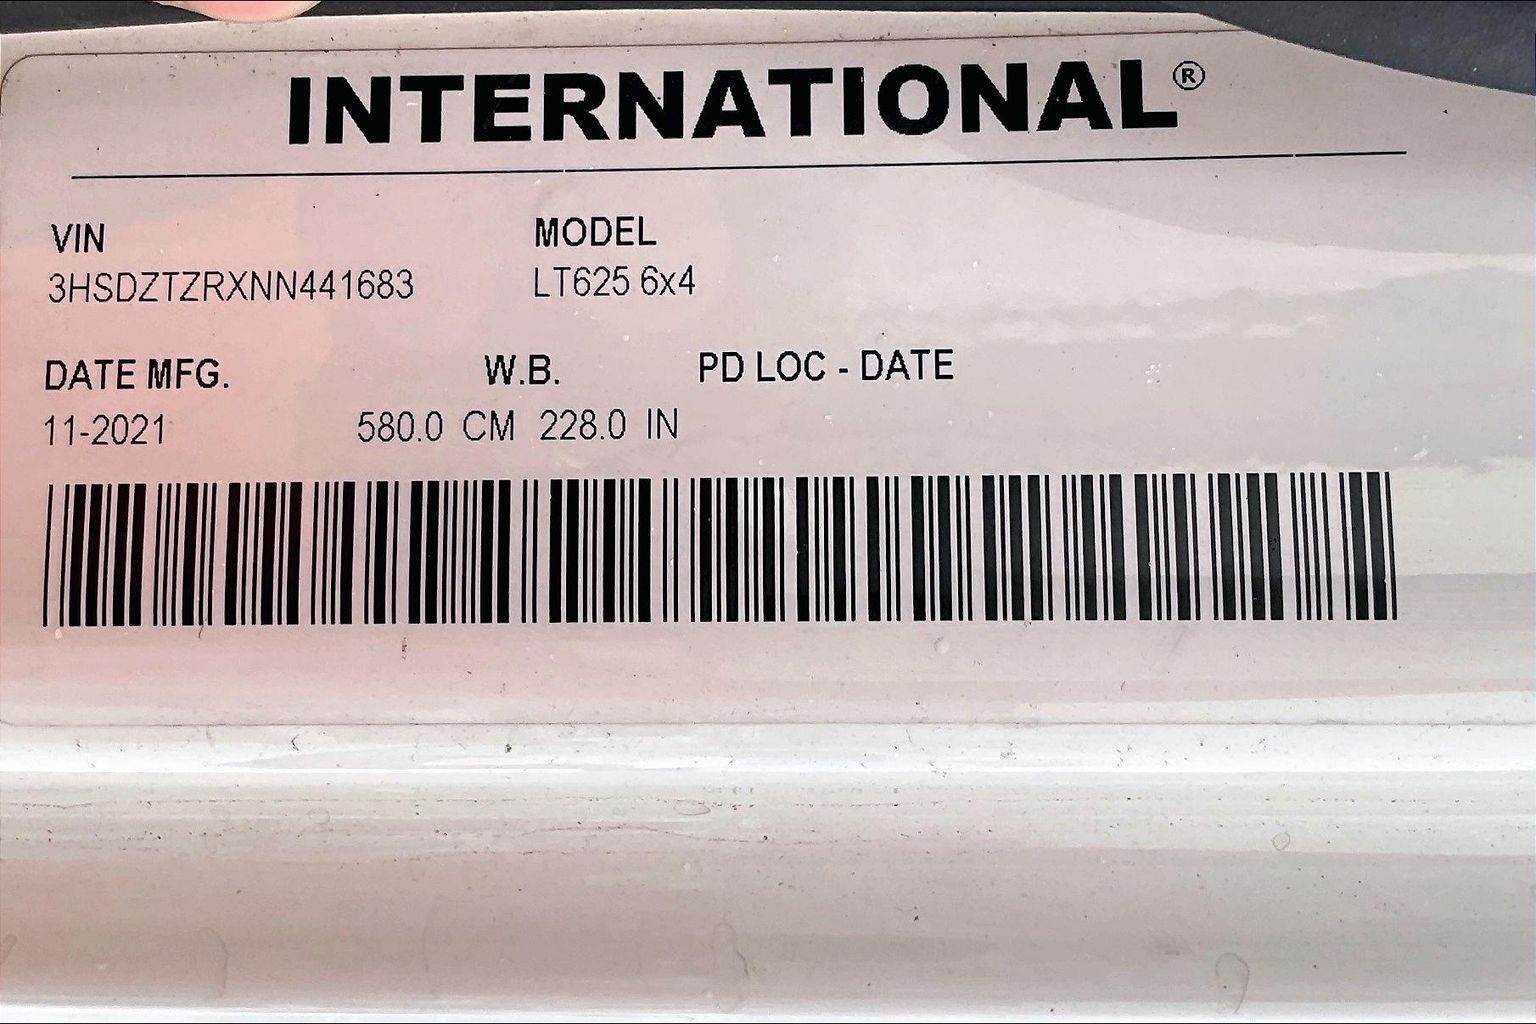 INTERNATIONAL®
VIN MODEL
3HSDZTZRXNN441683 LT625 6x4
DATE MFG. W.B. PD LOC - DATE
11-2021 580.0 CM 228.0 IN